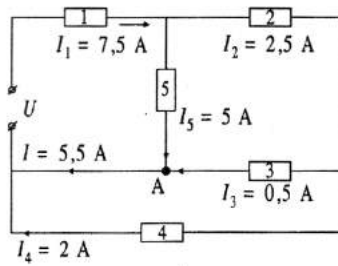 1
2
I₁ = 7,5 A
I₂ = 2,5 A
5
U
I₅ = 5 A
I = 5,5 A
A
3
I₃ = 0,5 A
4
I₄ = 2 A